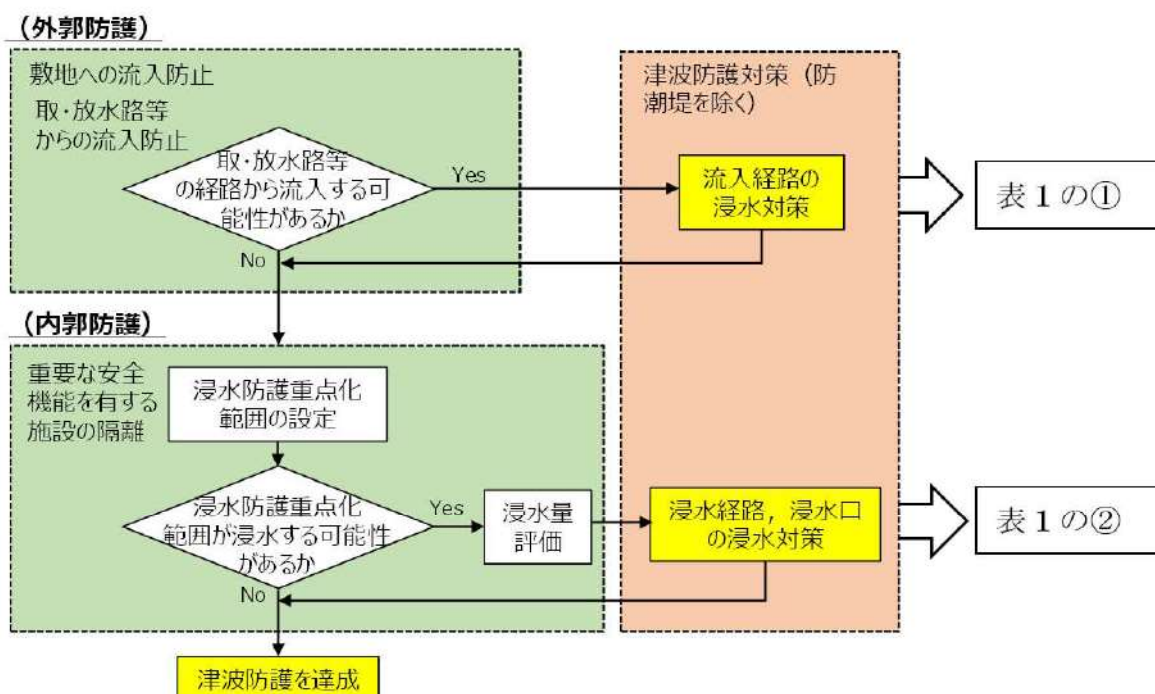 （外郭防護）
敷地への流入防止
取・放水路等
からの流入防止
取・放水路等
の経路から流入する可
能性があるか
Yes
No
津波防護対策（防
潮堤を除く）
流入経路の
浸水対策
表１の①
（内郭防護）
重要な安全
機能を有する
施設の隔離
浸水防護重点化
範囲の設定
浸水防護重点化
範囲が浸水する可能性
があるか
Yes
No
浸水量
評価
浸水経路，浸水口
の浸水対策
表１の②
津波防護を達成